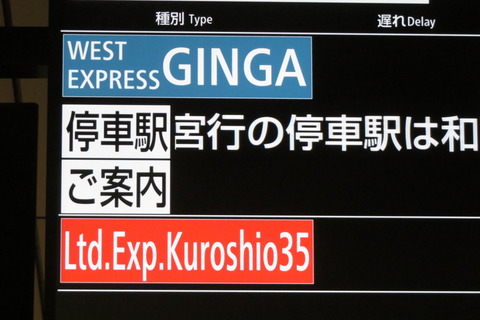 種別 Type 遅れ Delay
WEST
EXPRESS GINGA
停車駅 宮行の停車駅は和
ご案内
Ltd.Exp.Kuroshio35